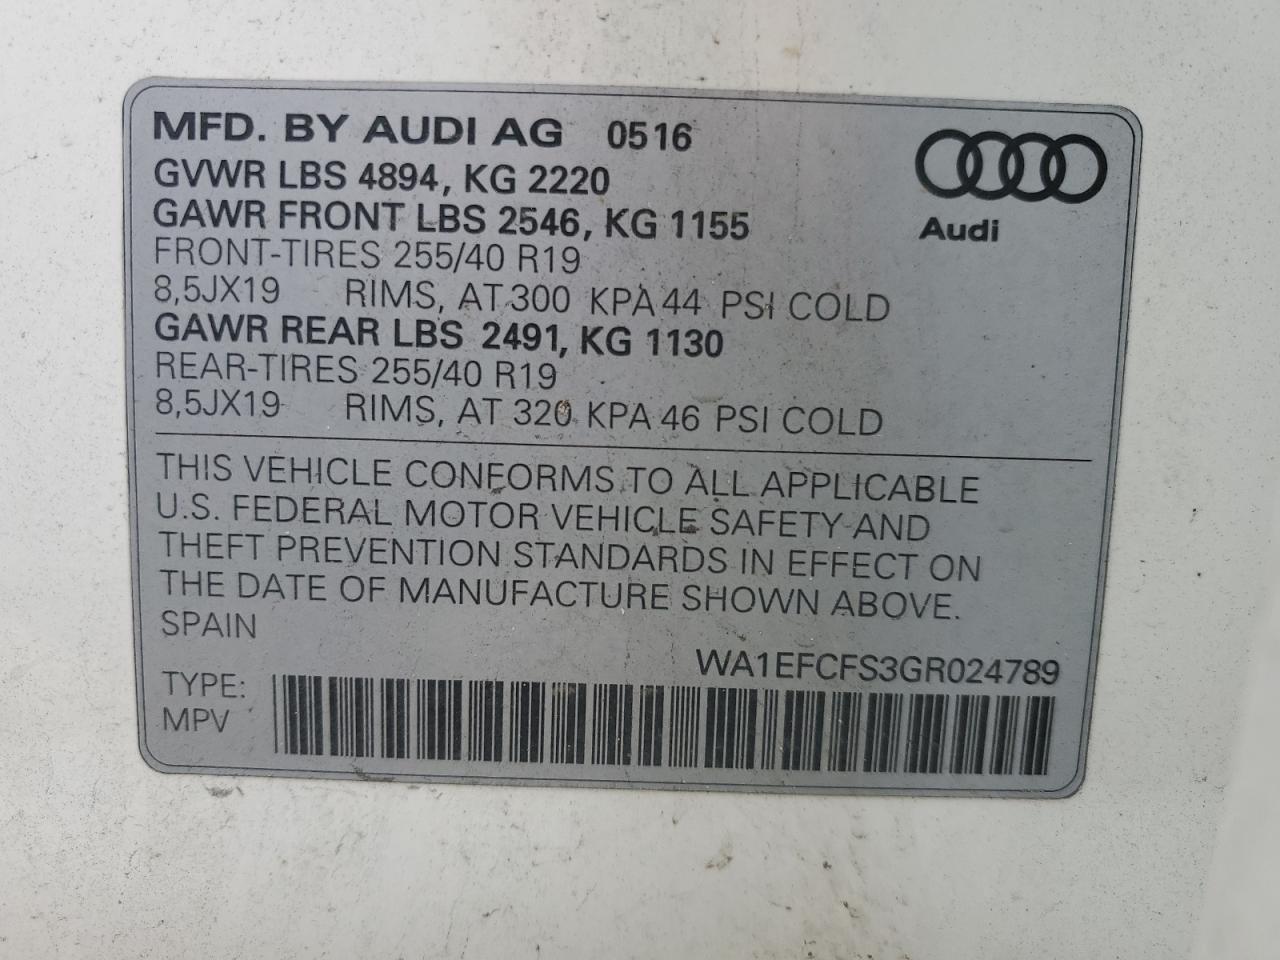 MFD. BY AUDI AG 0516
Audi
GVWR LBS 4894, KG 2220
GAWR FRONT LBS 2546, KG 1155
FRONT-TIRES 255/40 R19
8,5JX19 RIMS, AT 300 KPA 44 PSI COLD
GAWR REAR LBS 2491, KG 1130
REAR-TIRES 255/40 R19
8,5JX19 RIMS, AT 320 KPA 46 PSI COLD
THIS VEHICLE CONFORMS TO ALL APPLICABLE
U.S. FEDERAL MOTOR VEHICLE SAFETY AND
THEFT PREVENTION STANDARDS IN EFFECT ON
THE DATE OF MANUFACTURE SHOWN ABOVE.
SPAIN
WA1EFCFS3GR024789
TYPE:
MPV